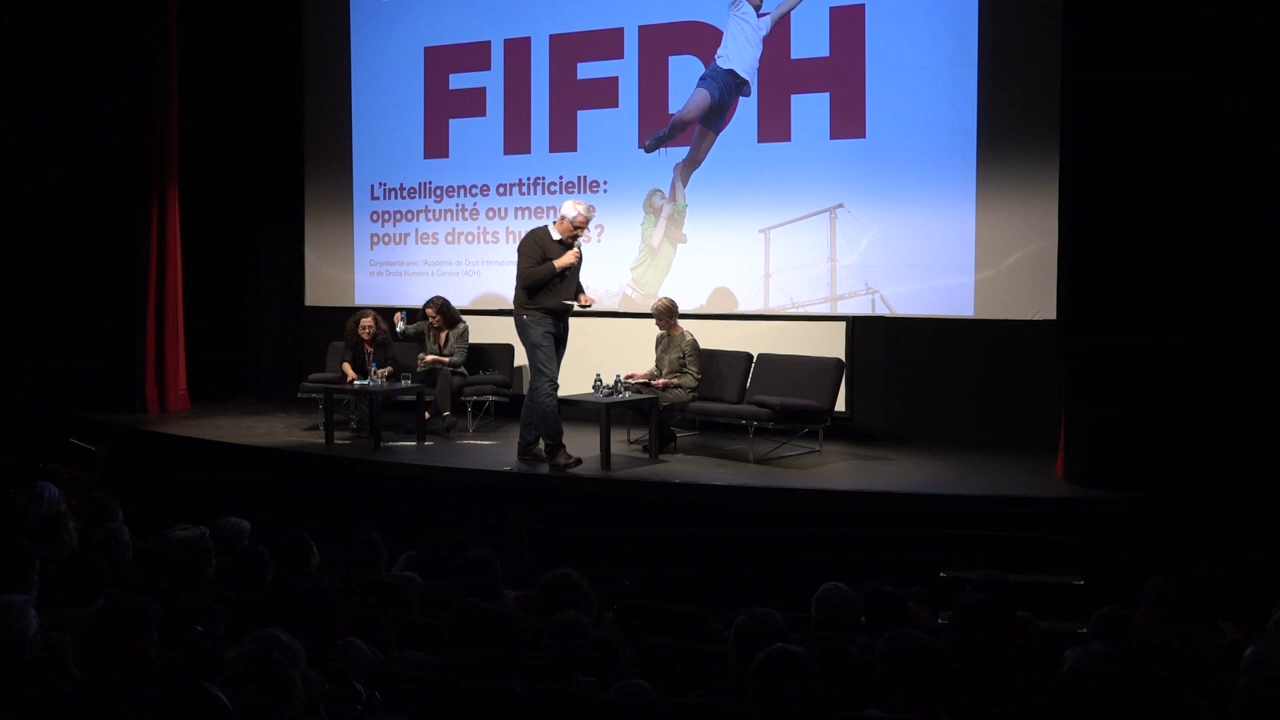 FIFDH
L'intelligence artificielle :
opportunité ou
pour les droits ?
Co-présenté avec l'Académie de Droit International
et de Droits Humains à Genève (ADH)